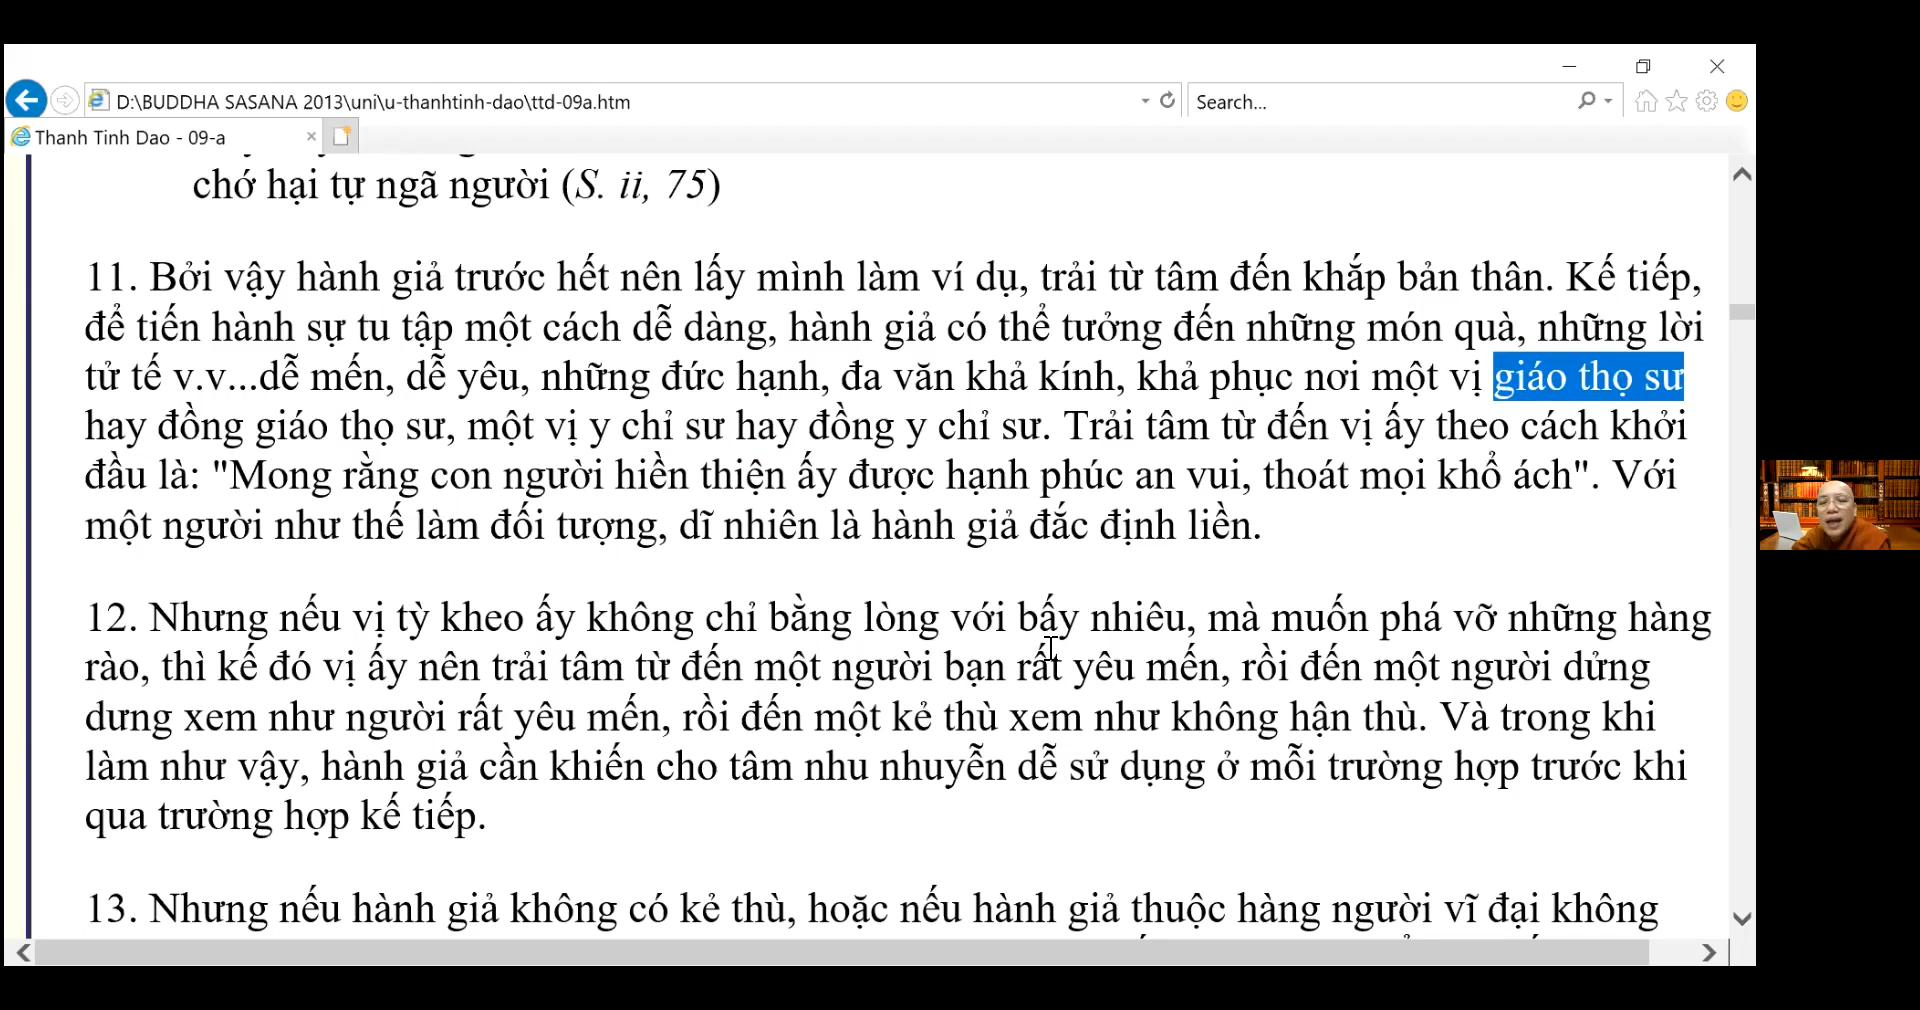 D:\BUDDHA SASANA 2013\uni\u-thanhtinh-dao\ttd-09a.htm
Search...
Thanh Tinh Dao - 09-a
chớ hại tự ngã người (S. ii, 75)
11. Bởi vậy hành giả trước hết nên lấy mình làm ví dụ, trải từ tâm đến khắp bản thân. Kế tiếp,
để tiến hành sự tu tập một cách dễ dàng, hành giả có thể tưởng đến những món quà, những lời
tử tế v.v...dễ mến, dễ yêu, những đức hạnh, đa văn khả kính, khả phục nơi một vị giáo thọ sư
hay đồng giáo thọ sư, một vị y chỉ sư hay đồng y chỉ sư. Trải tâm từ đến vị ấy theo cách khởi
đầu là: "Mong rằng con người hiền thiện ấy được hạnh phúc an vui, thoát mọi khổ ách". Với
một người như thế làm đối tượng, dĩ nhiên là hành giả đắc định liền.
12. Nhưng nếu vị tỳ kheo ấy không chỉ bằng lòng với bấy nhiêu, mà muốn phá vỡ những hàng
rào, thì kế đó vị ấy nên trải tâm từ đến một người bạn rất yêu mến, rồi đến một người dửng
dưng xem như người rất yêu mến, rồi đến một kẻ thù xem như không hận thù. Và trong khi
làm như vậy, hành giả cần khiến cho tâm nhu nhuyễn dễ sử dụng ở mỗi trường hợp trước khi
qua trường hợp kế tiếp.
13. Nhưng nếu hành giả không có kẻ thù, hoặc nếu hành giả thuộc hàng người vĩ đại không